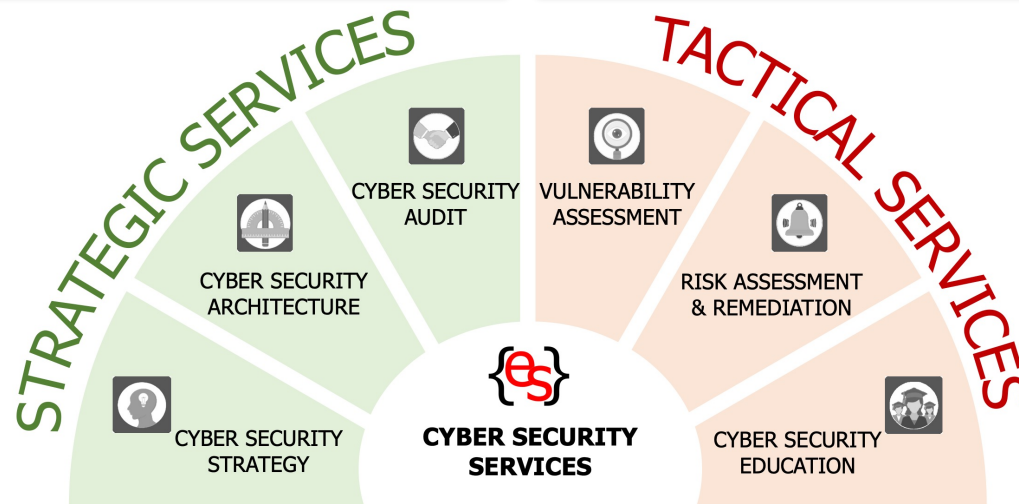 STRATEGIC SERVICES
TACTICAL SERVICES
CYBER SECURITY
STRATEGY
CYBER SECURITY
ARCHITECTURE
CYBER SECURITY
AUDIT
VULNERABILITY
ASSESSMENT
RISK ASSESSMENT
& REMEDIATION
CYBER SECURITY
EDUCATION
{es}
CYBER SECURITY
SERVICES